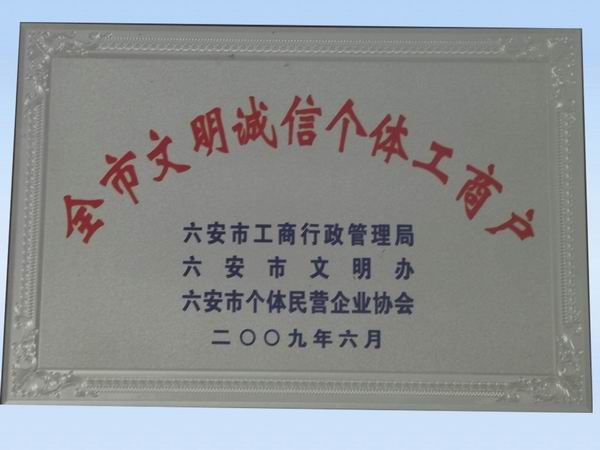 全市文明诚信个体工商户
六安市工商行政管理局
六安市文明办
六安市个体民营企业协会
二〇〇九年六月